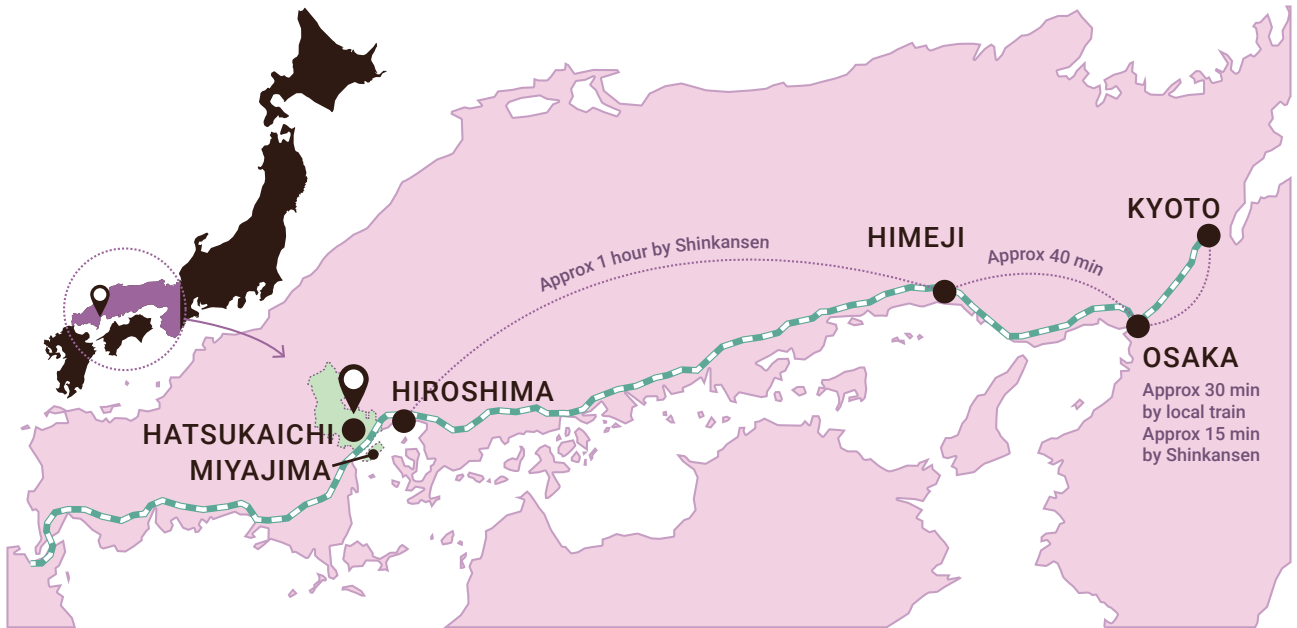 KYOTO
HIMEJI
Approx 1 hour by Shinkansen
Approx 40 min
OSAKA
Approx 30 min
by local train
Approx 15 min
by Shinkansen
HIROSHIMA
HATSUKAICHI
MIYAJIMA